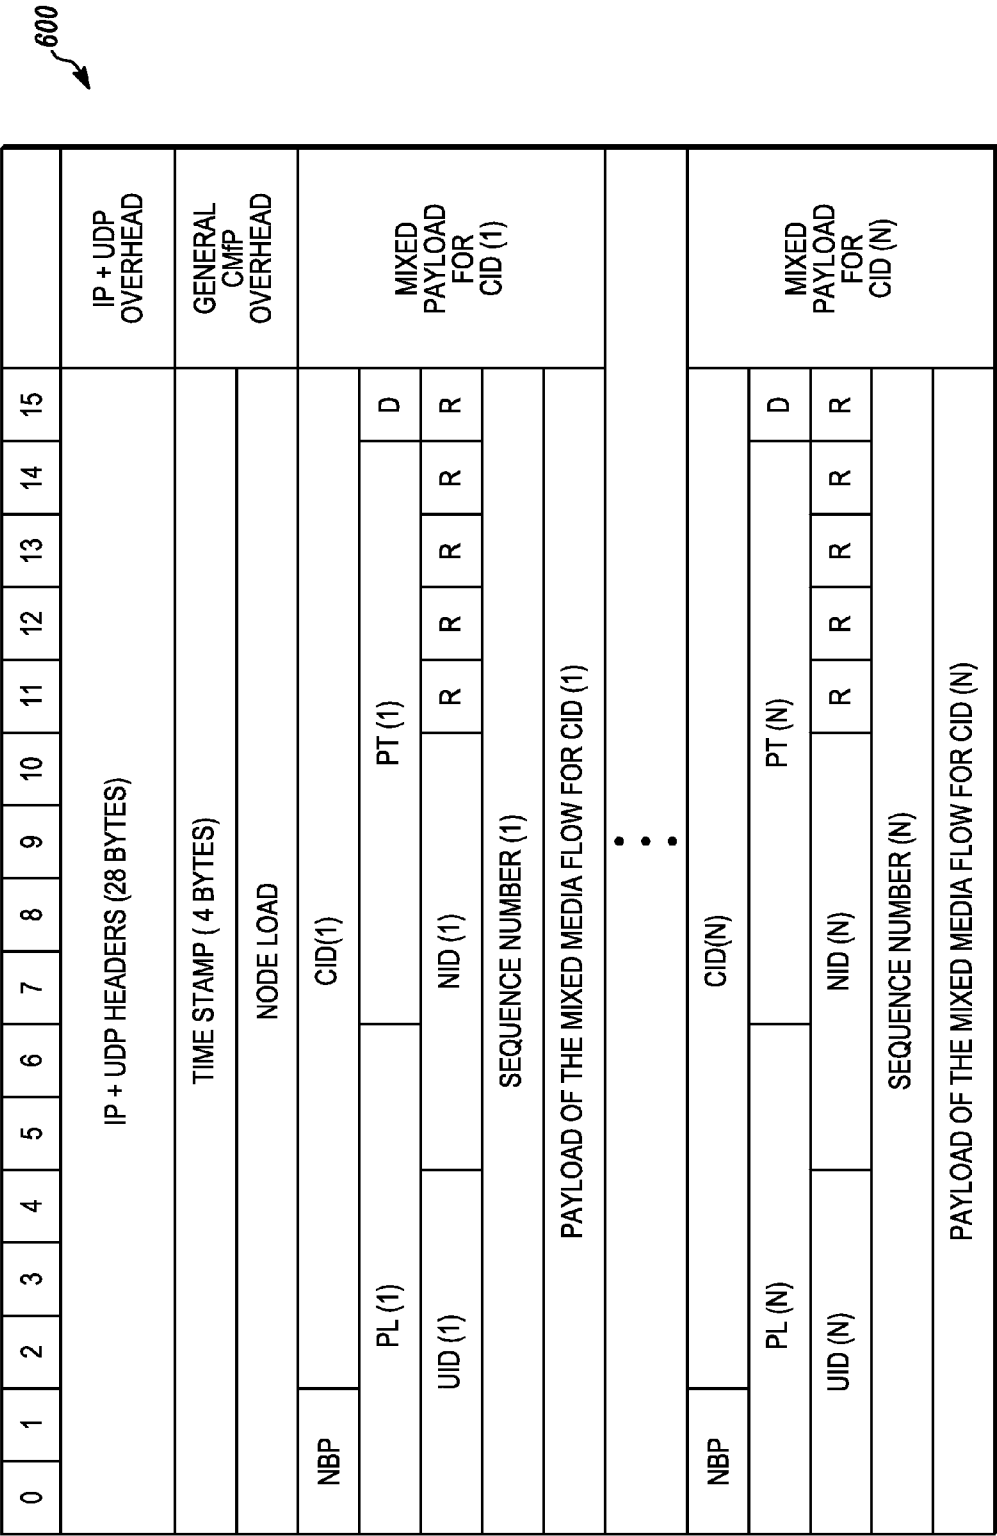 600
0 1 2 3 4 5 6 7 8 9 10 11 12 13 14 15
IP + UDP HEADERS (28 BYTES)
IP + UDP
OVERHEAD
TIME STAMP ( 4 BYTES)
GENERAL
CMfP
OVERHEAD
NODE LOAD
NBP CID(1)
MIXED
PAYLOAD
FOR
CID (1)
PL (1) PT (1) D
UID (1) NID (1) R R R R R
SEQUENCE NUMBER (1)
PAYLOAD OF THE MIXED MEDIA FLOW FOR CID (1)
• • •
NBP CID(N)
MIXED
PAYLOAD
FOR
CID (N)
PL (N) PT (N) D
UID (N) NID (N) R R R R R
SEQUENCE NUMBER (N)
PAYLOAD OF THE MIXED MEDIA FLOW FOR CID (N)